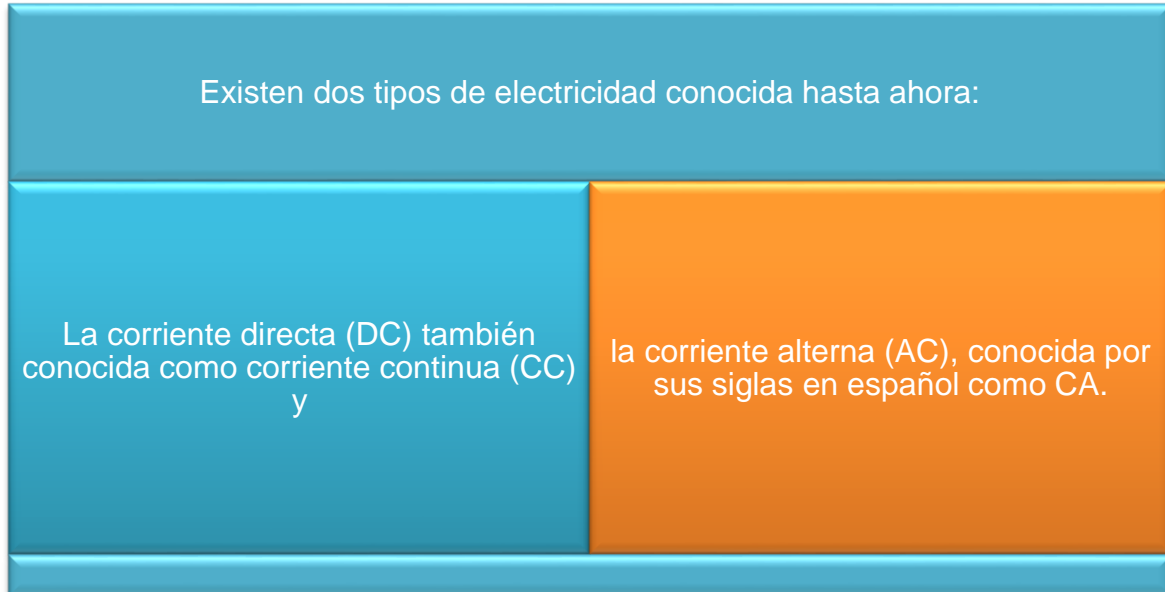 Existen dos tipos de electricidad conocida hasta ahora:
La corriente directa (DC) también
conocida como corriente continua (CC)
y
la corriente alterna (AC), conocida por
sus siglas en español como CA.